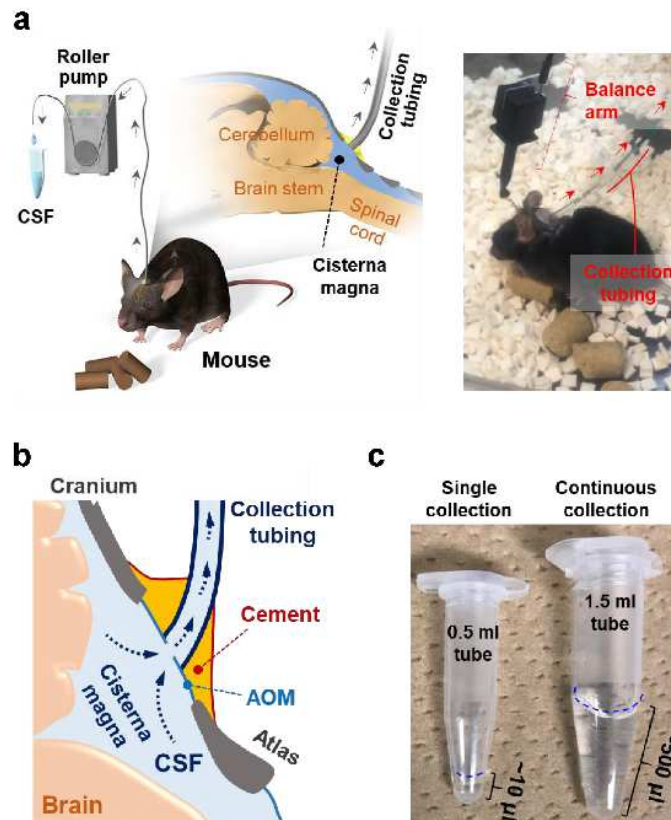 a
Roller
pump
CSF
Cerebellum
Brain stem
Spinal
cord
Collection
tubing
Cisterna
magna
Mouse
Balance
arm
Collection
tubing
b
Cranium
Collection
tubing
Cement
AOM
Cisterna
magna
CSF
Atlas
Brain
c
Single
collection
Continuous
collection
0.5 ml
tube
1.5 ml
tube
~10 µl
500 µl